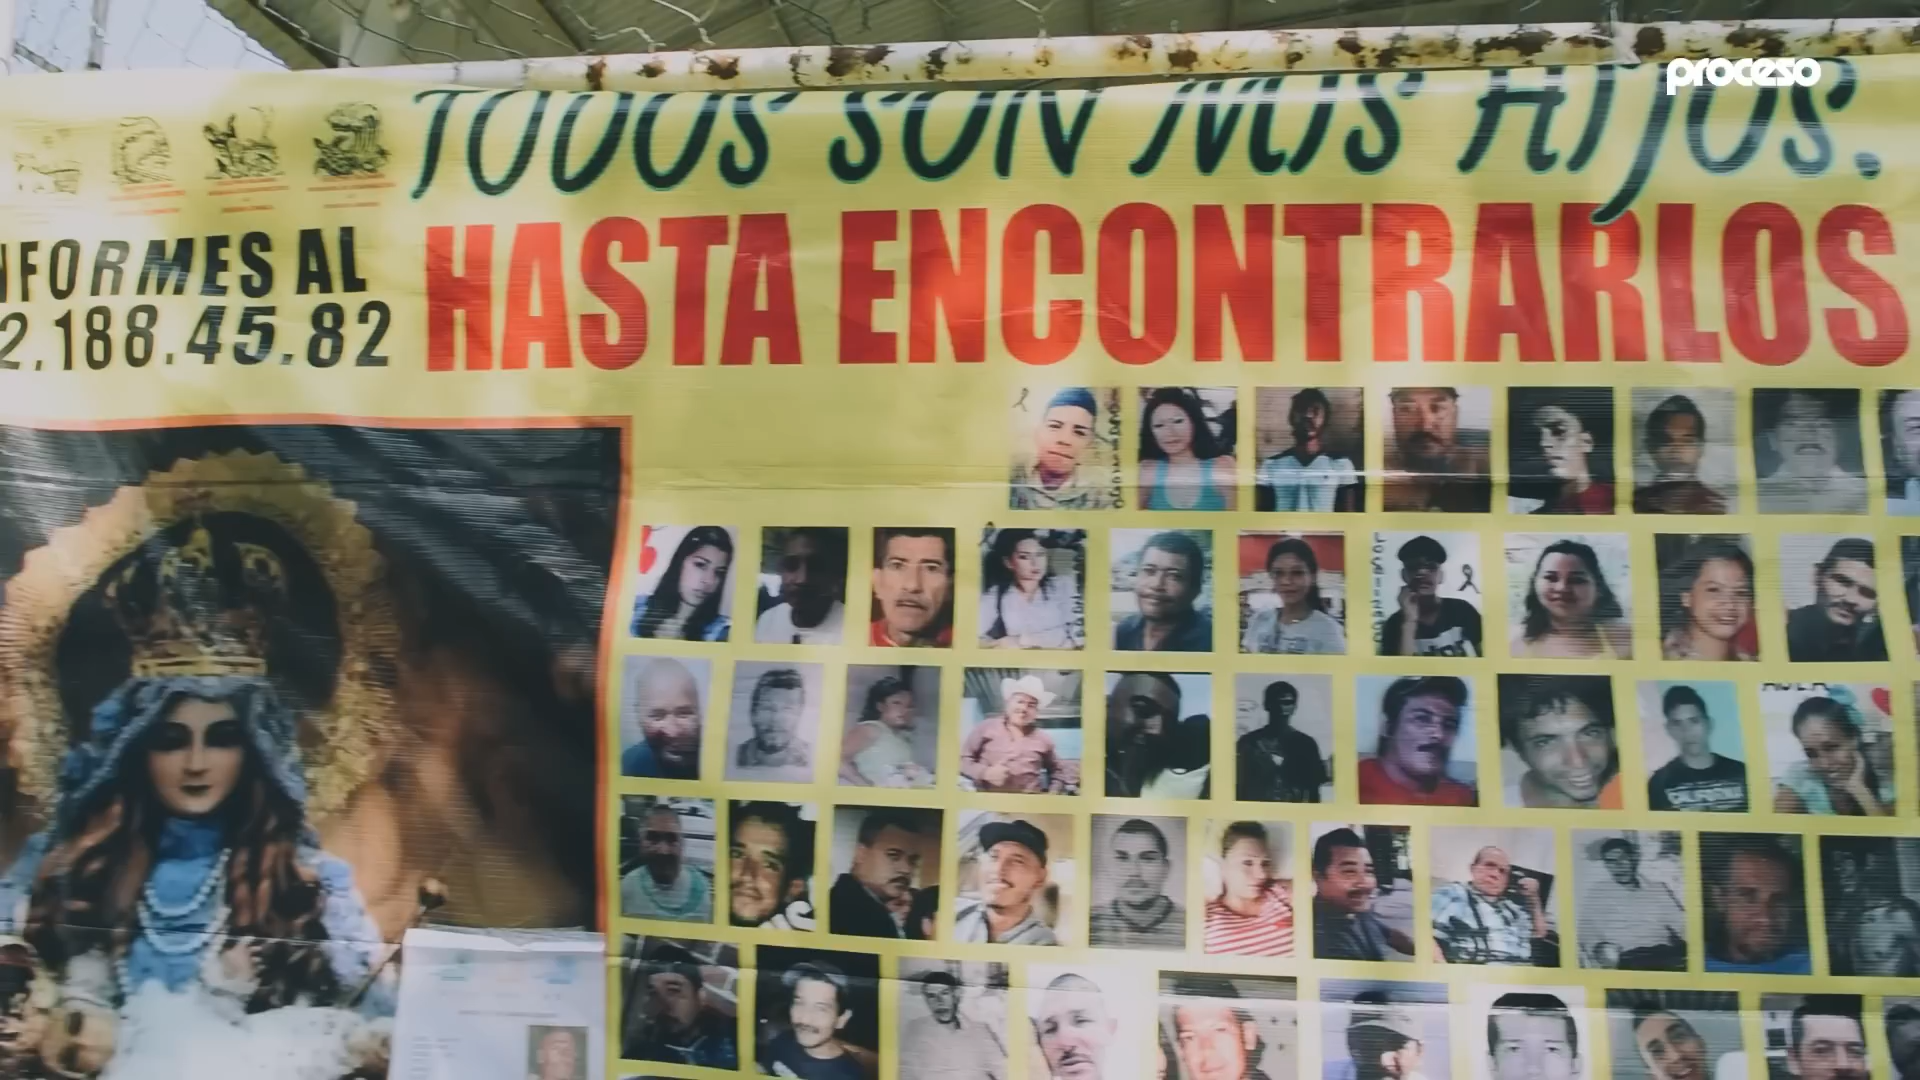 proceso
TODOS SON MIS HIJOS.
HASTA ENCONTRARLOS
NFORMES AL
2.188.45.82